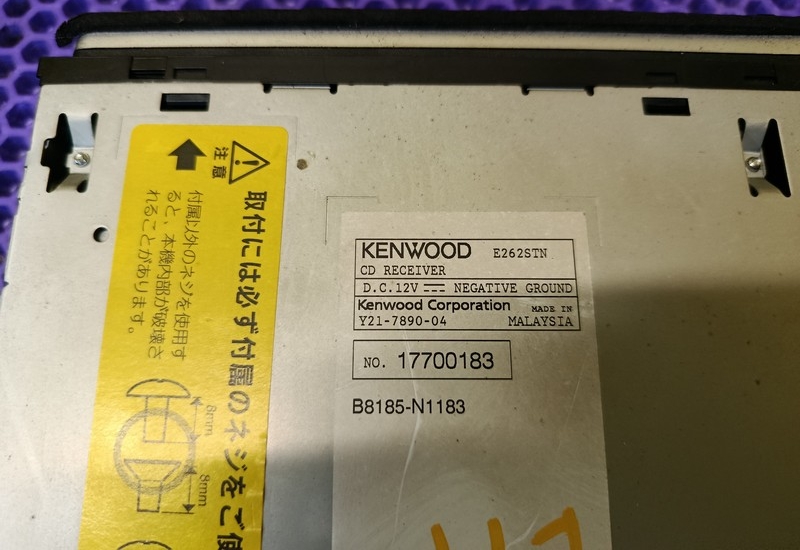 注意
取付には必ず付属のネジをご使
付属以外のネジを使用す
ると、本機内部が破壊さ
れることがあります。
8mm
8mm
KENWOOD E262STN
CD RECEIVER
D.C.12V NEGATIVE GROUND
Kenwood Corporation MADE IN
Y21-7890-04 MALAYSIA
NO. 17700183
B8185-N1183